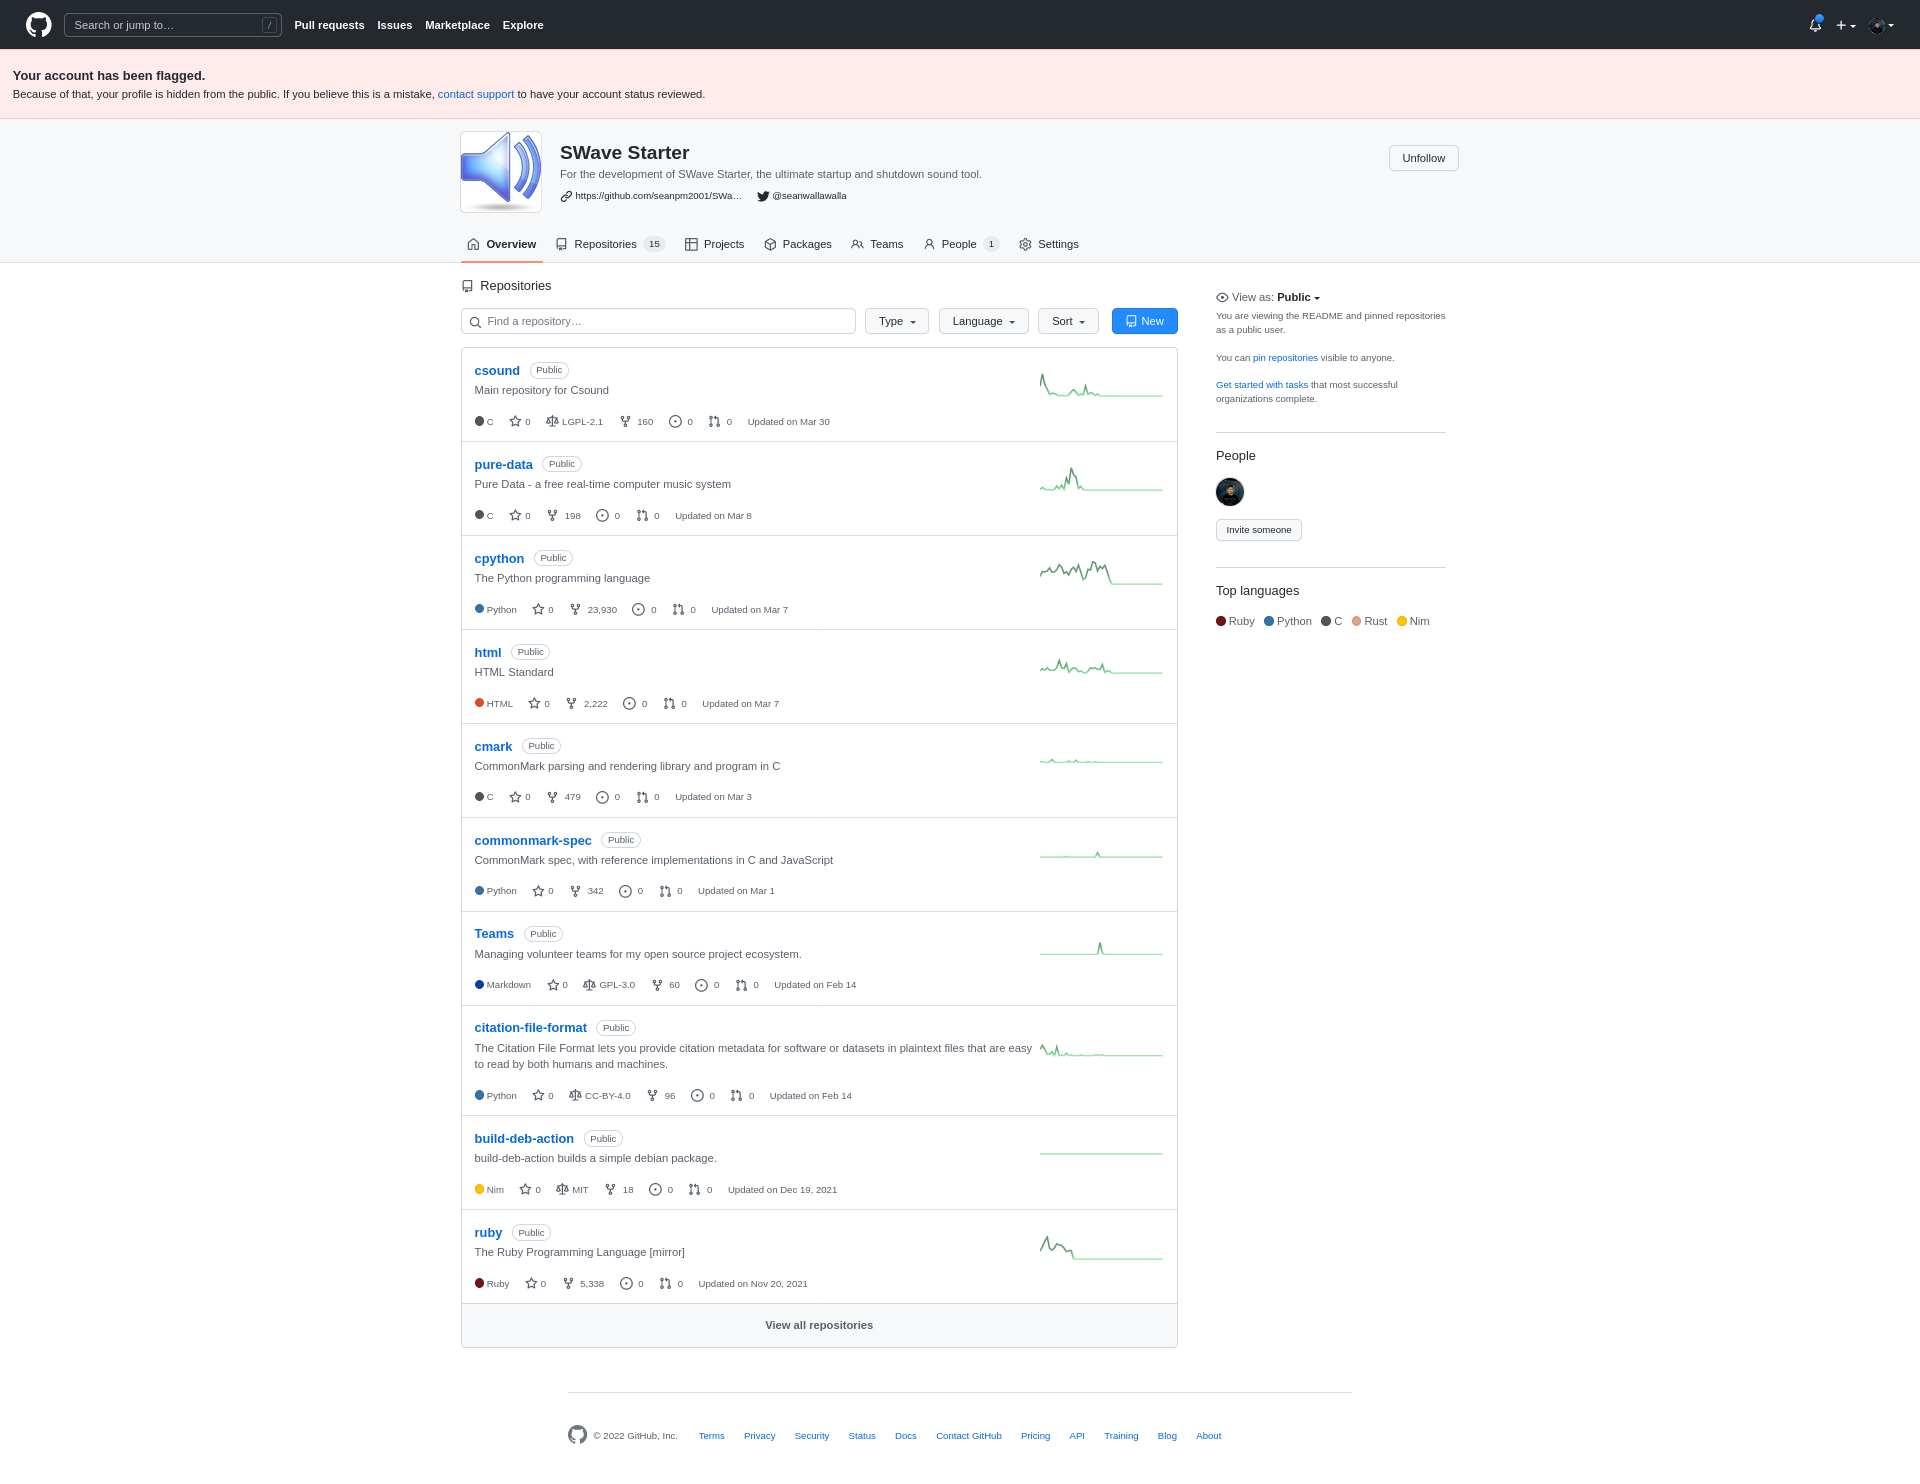 Search or jump to…
/
Pull requests Issues Marketplace Explore
Your account has been flagged.
Because of that, your profile is hidden from the public. If you believe this is a mistake, contact support to have your account status reviewed.
SWave Starter
Unfollow
For the development of SWave Starter, the ultimate startup and shutdown sound tool.
https://github.com/seanpm2001/SWa… @seanwallawalla
Overview Repositories 15 Projects Packages Teams People 1 Settings
Repositories
Find a repository…
Type Language Sort New
csound Public
Main repository for Csound
C 0 LGPL-2.1 160 0 0 Updated on Mar 30
pure-data Public
Pure Data - a free real-time computer music system
C 0 198 0 0 Updated on Mar 8
cpython Public
The Python programming language
Python 0 23,930 0 0 Updated on Mar 7
html Public
HTML Standard
HTML 0 2,222 0 0 Updated on Mar 7
cmark Public
CommonMark parsing and rendering library and program in C
C 0 479 0 0 Updated on Mar 3
commonmark-spec Public
CommonMark spec, with reference implementations in C and JavaScript
Python 0 342 0 0 Updated on Mar 1
Teams Public
Managing volunteer teams for my open source project ecosystem.
Markdown 0 GPL-3.0 60 0 0 Updated on Feb 14
citation-file-format Public
The Citation File Format lets you provide citation metadata for software or datasets in plaintext files that are easy
to read by both humans and machines.
Python 0 CC-BY-4.0 96 0 0 Updated on Feb 14
build-deb-action Public
build-deb-action builds a simple debian package.
Nim 0 MIT 18 0 0 Updated on Dec 19, 2021
ruby Public
The Ruby Programming Language [mirror]
Ruby 0 5,338 0 0 Updated on Nov 20, 2021
View all repositories
View as: Public
You are viewing the README and pinned repositories
as a public user.
You can pin repositories visible to anyone.
Get started with tasks that most successful
organizations complete.
People
Invite someone
Top languages
Ruby Python C Rust Nim
© 2022 GitHub, Inc. Terms Privacy Security Status Docs Contact GitHub Pricing API Training Blog About